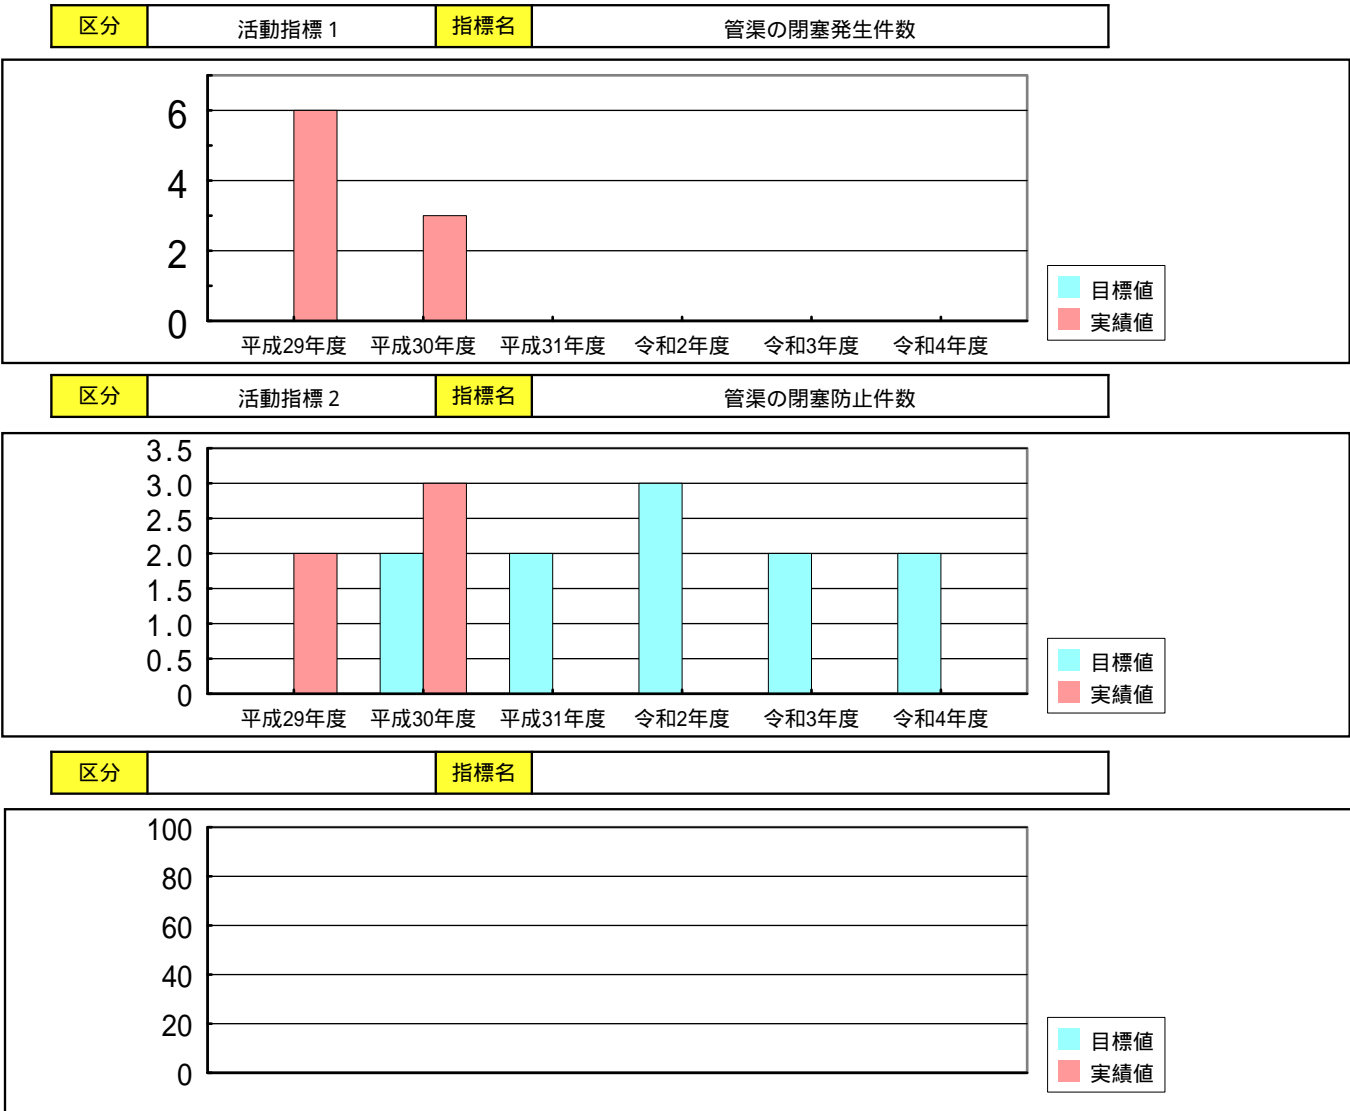 区分 活動指標1 指標名 管渠の閉塞発生件数
6
4
2
0
平成29年度 平成30年度 平成31年度 令和2年度 令和3年度 令和4年度
目標値
実績値
区分 活動指標2 指標名 管渠の閉塞防止件数
3.5
3.0
2.5
2.0
1.5
1.0
0.5
0
平成29年度 平成30年度 平成31年度 令和2年度 令和3年度 令和4年度
目標値
実績値
区分 指標名
100
80
60
40
20
0
目標値
実績値